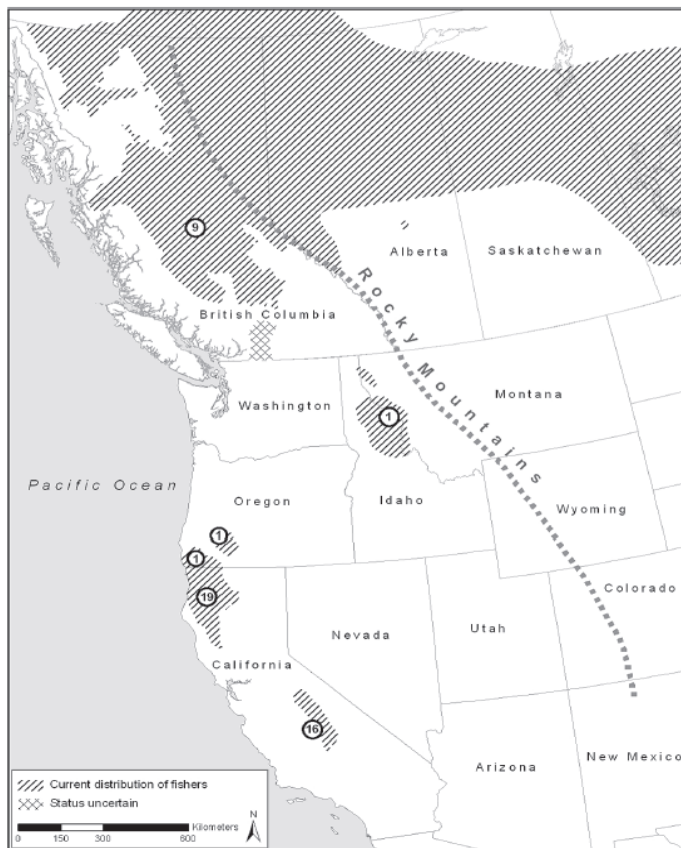 9
Alberta
Saskatchewan
British Columbia
Rocky Mountains
Washington
Montana
1
Pacific Ocean
Oregon
Idaho
Wyoming
1
1
Colorado
19
Nevada
Utah
California
16
Arizona
New Mexico
Current distribution of fishers
Status uncertain
Kilometers
N
0 150 300 600